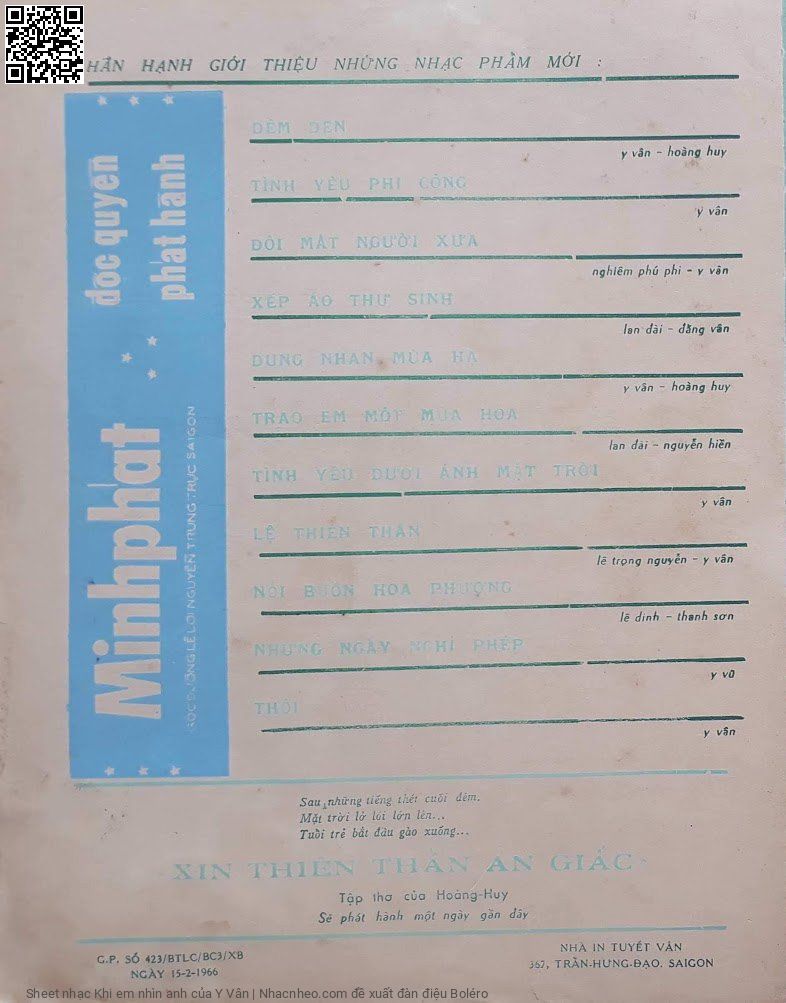 HÂN HẠNH GIỚI THIỆU NHỮNG NHẠC PHẨM MỚI :
độc quyền
phát hành
Minhphát
GÓC ĐƯỜNG LÊ LỢI NGUYỄN TRUNG TRỰC SAIGON
ĐÊM ĐEN
y vân - hoàng huy
TÌNH YÊU PHI CÔNG
y vân
ĐÔI MẮT NGƯỜI XƯA
nghiêm phú phi - y vân
XẾP ÁO THƯ SINH
lan đài - đằng vân
DUNG NHAN MÙA HẠ
y vân - hoàng huy
TRAO EM MỘT MÙA HOA
lan đài - nguyễn hiền
TÌNH YÊU DƯỚI ÁNH MẶT TRỜI
y vân
LỆ THIÊN THẦN
lê trọng nguyễn - y vân
NỖI BUỒN HOA PHƯỢNG
lê dinh - thanh sơn
NHỮNG NGÀY NGHỈ PHÉP
y vũ
THÔI
y vân
Sau những tiếng thét cuối đêm.
Mặt trời lở lói lớn lên...
Tuổi trẻ bắt đầu gào xuống...
XIN THIÊN THẦN AN GIẤC
Tập thơ của Hoàng-Huy
Sẽ phát hành một ngày gần đây
G.P. SỐ 423/BTLC/BC3/XB
NGÀY 15-2-1966
NHÀ IN TUYẾT VÂN
367, TRẦN-HƯNG-ĐẠO. SAIGON
Sheet nhạc Khi em nhìn anh của Y Vân | Nhacnheo.com đề xuất đàn điệu Boléro